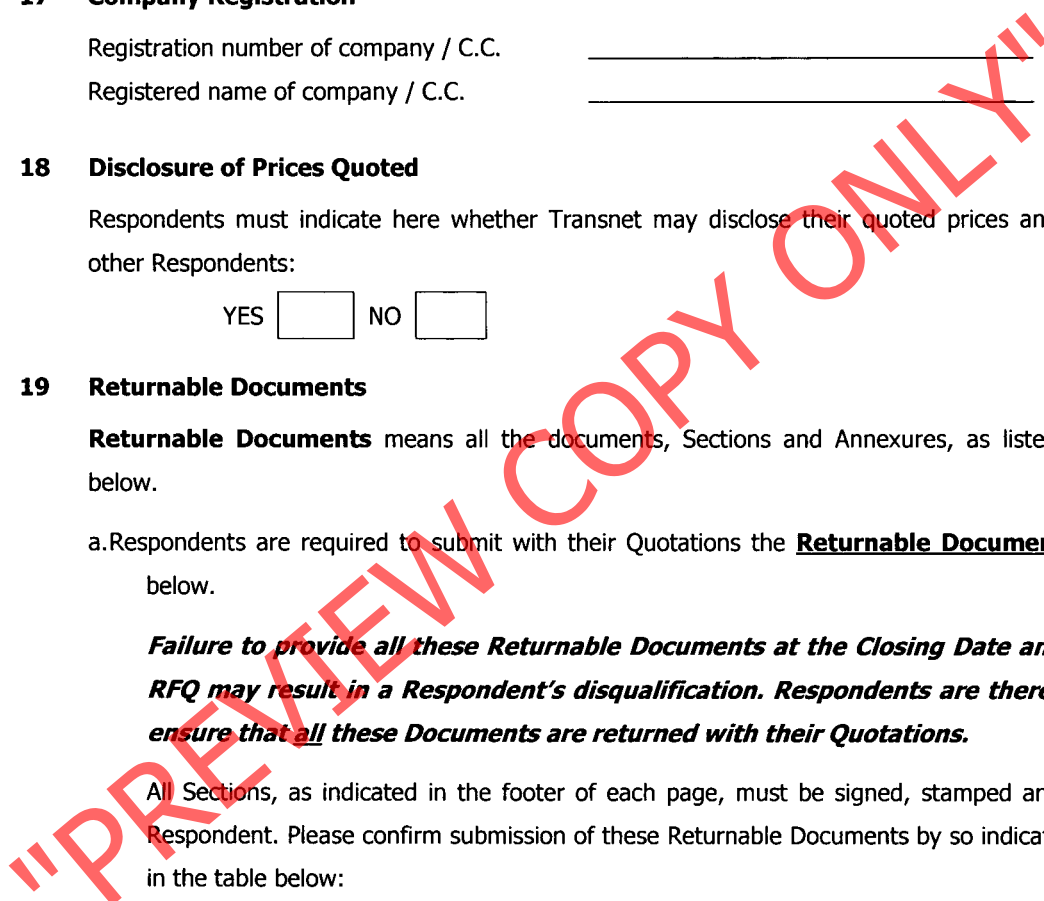 17 Company Registration
Registration number of company / C.C.
Registered name of company / C.C.
18 Disclosure of Prices Quoted
Respondents must indicate here whether Transnet may disclose their quoted prices an
other Respondents:
YES NO
19 Returnable Documents
Returnable Documents means all the documents, Sections and Annexures, as liste
below.
a.Respondents are required to submit with their Quotations the Returnable Documen
below.
Failure to provide all these Returnable Documents at the Closing Date an
RFQ may result in a Respondent's disqualification. Respondents are there
ensure that all these Documents are returned with their Quotations.
All Sections, as indicated in the footer of each page, must be signed, stamped an
Respondent. Please confirm submission of these Returnable Documents by so indicat
in the table below:
"PREVIEW COPY ONLY"